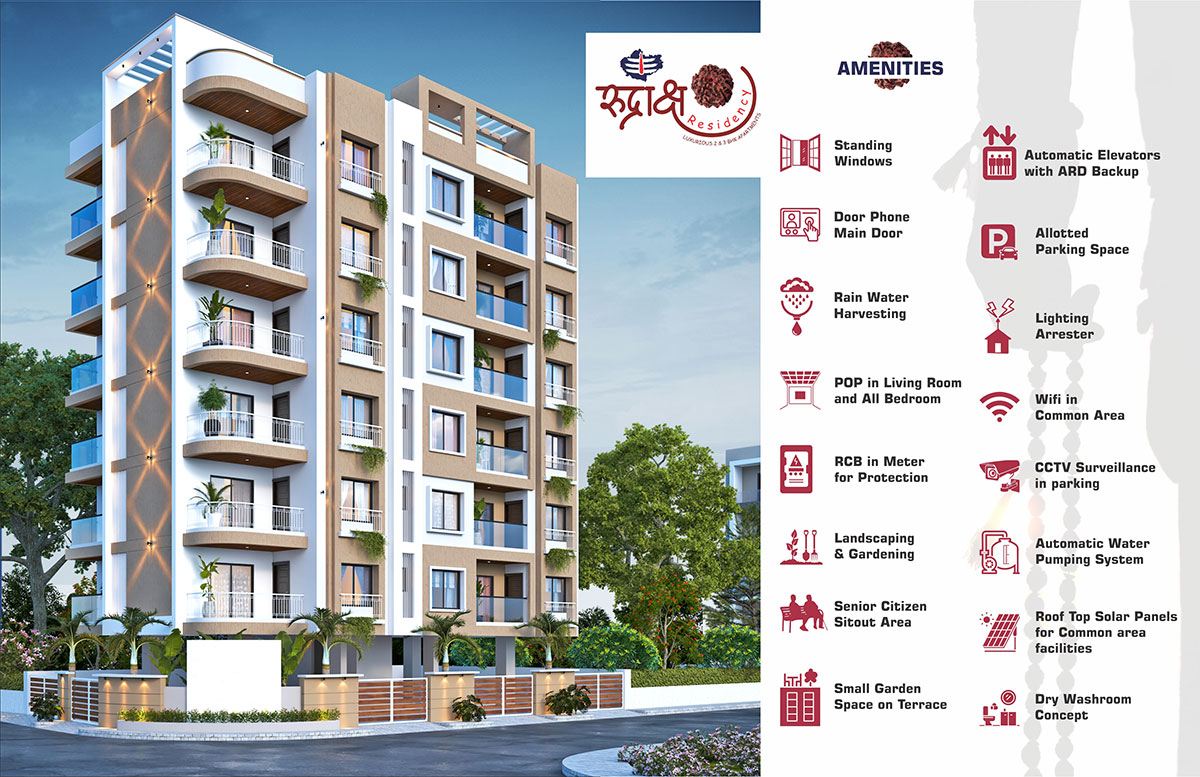 रुद्राक्ष
Residency
LUXURIOUS 2 & 3 BHK APARTMENTS
AMENITIES
Standing
Windows
Door Phone
Main Door
Rain Water
Harvesting
POP in Living Room
and All Bedroom
RCB in Meter
for Protection
Landscaping
& Gardening
Senior Citizen
Sitout Area
Small Garden
Space on Terrace
Automatic Elevators
with ARD Backup
P
Allotted
Parking Space
Lighting
Arrester
Wifi in
Common Area
CCTV Surveillance
in parking
Automatic Water
Pumping System
Roof Top Solar Panels
for Common area
facilities
Dry Washroom
Concept